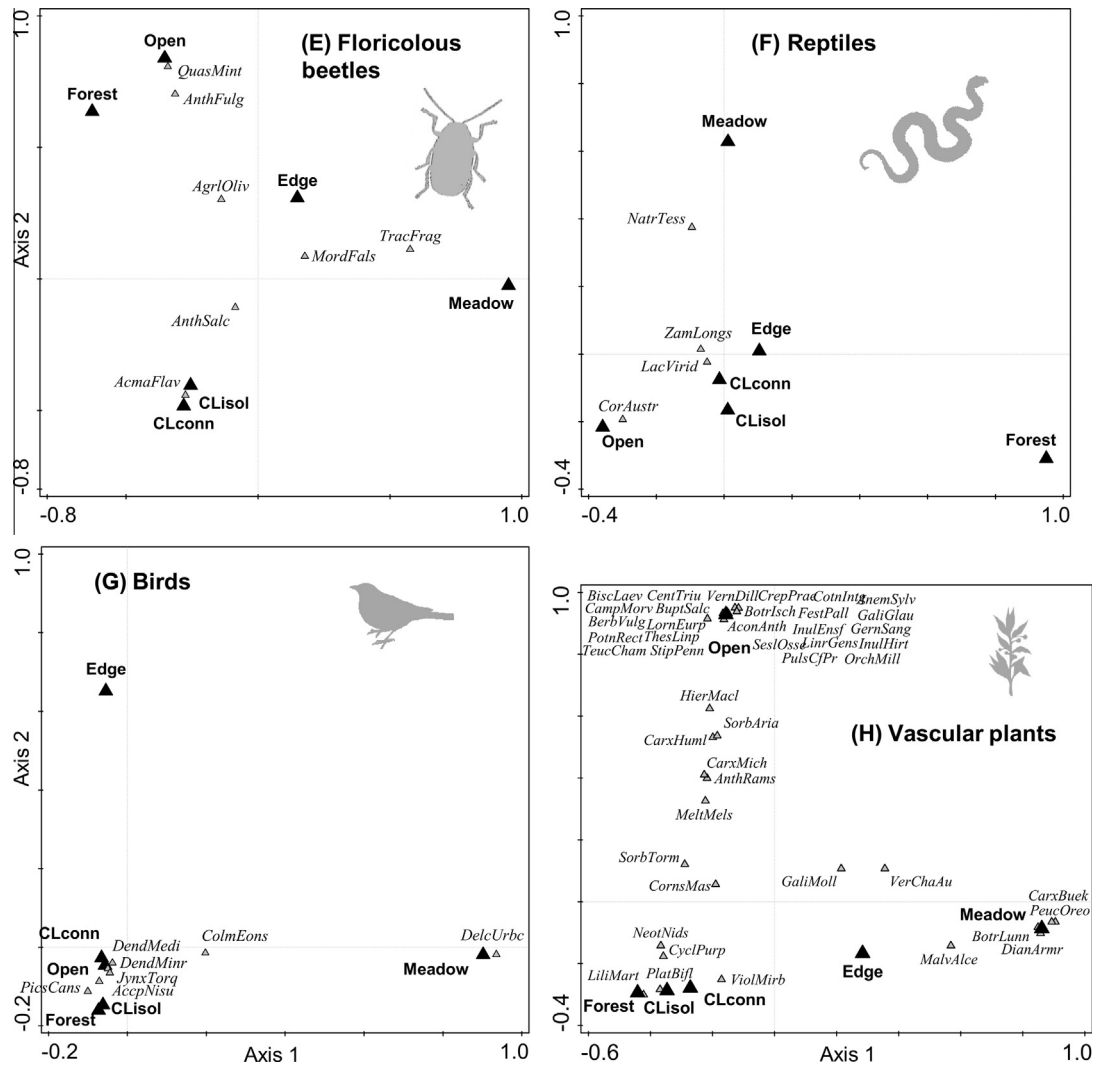 1.0
Open
(E) Floricolous
beetles
QuasMint
AnthFulg
Forest
AgrlOliv
Edge
TracFrag
MordFals
Meadow
AnthSalc
AcmaFlav
CLisol
CLconn
Axis 2
-0.8
-0.8
1.0
1.0
(F) Reptiles
Meadow
NatrTess
ZamLongs
Edge
LacVirid
CLconn
CorAustr
CLisol
Open
Forest
-0.4
-0.4
1.0
1.0
(G) Birds
Edge
Axis 2
CLconn
DendMedi
ColmEons
DelcUrbc
Open
DendMinr
Meadow
JynxTorq
PicsCans
AccpNisu
CLisol
Forest
-0.2
-0.2
Axis 1
1.0
1.0
BiscLaev CentTriu VernDill CrepPrae CotnIntg AnemSylv
CampMorv BuptSalc BotrIsch FestPall GaliGlau
BerbVulg LornEurp AconAnth InulEnsf GernSang
PotnRect ThesLinp Open SeslOsse LinrGens InulHirt
TeucCham StipPenn PulsCfPr OrchMill
HierMacl
SorbAria
CarxHuml
(H) Vascular plants
CarxMich
AnthRams
MeltMels
SorbTorm
CornsMas
GaliMoll
VerChaAu
CarxBuek
Meadow
PeucOreo
NeotNids
BotrLunn
CyclPurp
DianArmr
MalvAlce
Edge
LiliMart
PlatBifl
ViolMirb
Forest
CLisol
CLconn
-0.4
-0.6
Axis 1
1.0